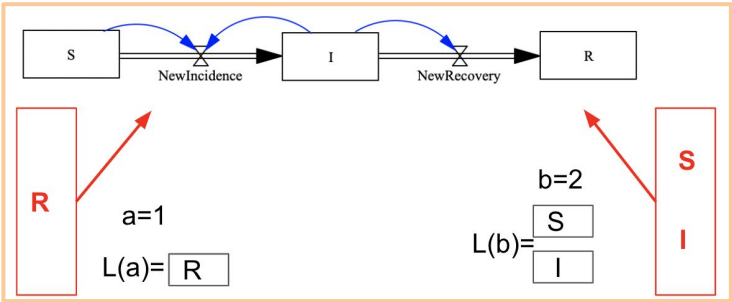 S
I
R
NewIncidence
NewRecovery
R
a=1
L(a)= R
b=2
L(b)=
S
I
S
I